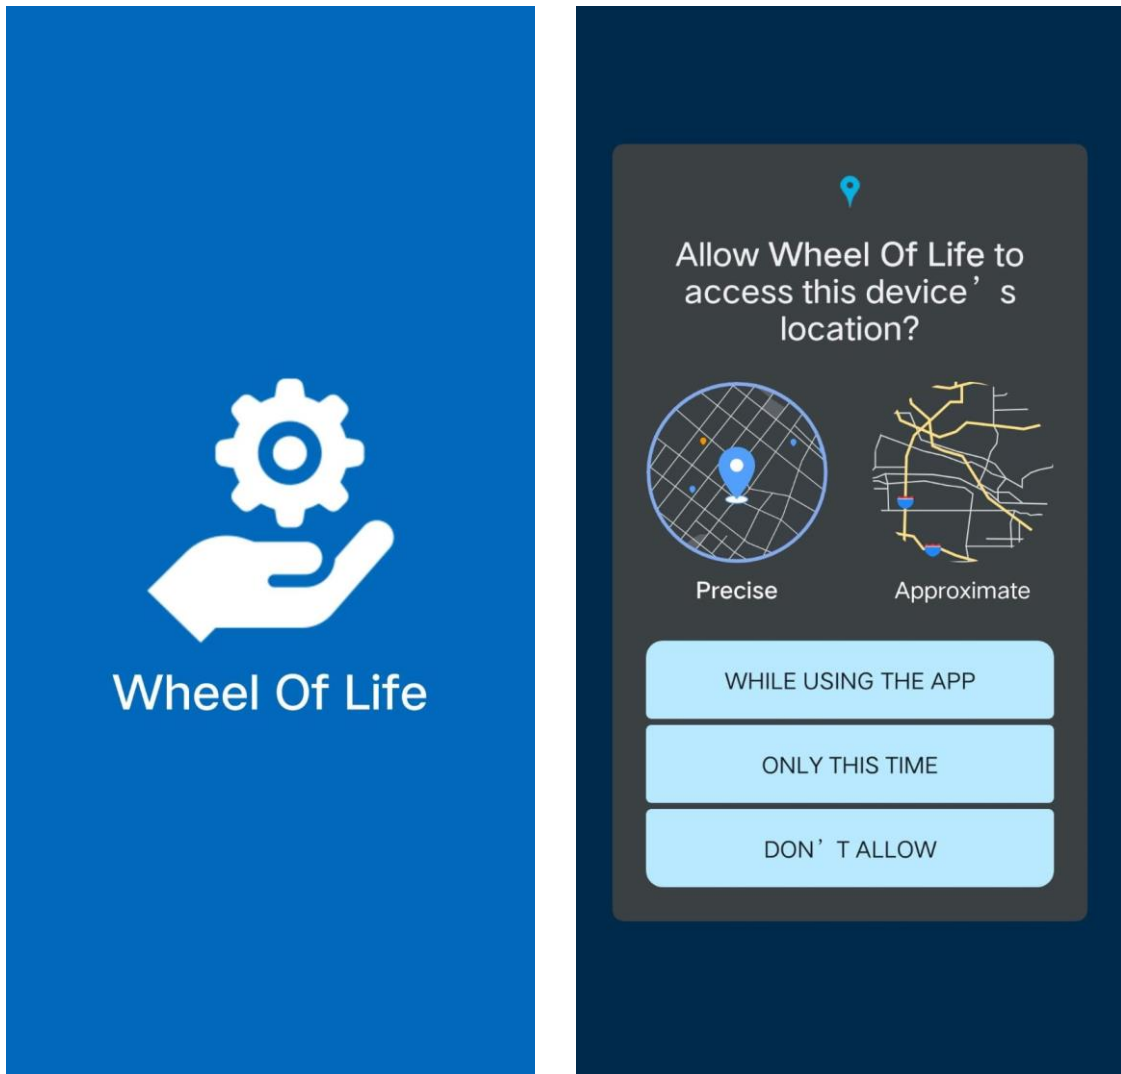 Wheel Of Life
Allow Wheel Of Life to
access this device’s
location?
Precise
Approximate
WHILE USING THE APP
ONLY THIS TIME
DON’T ALLOW